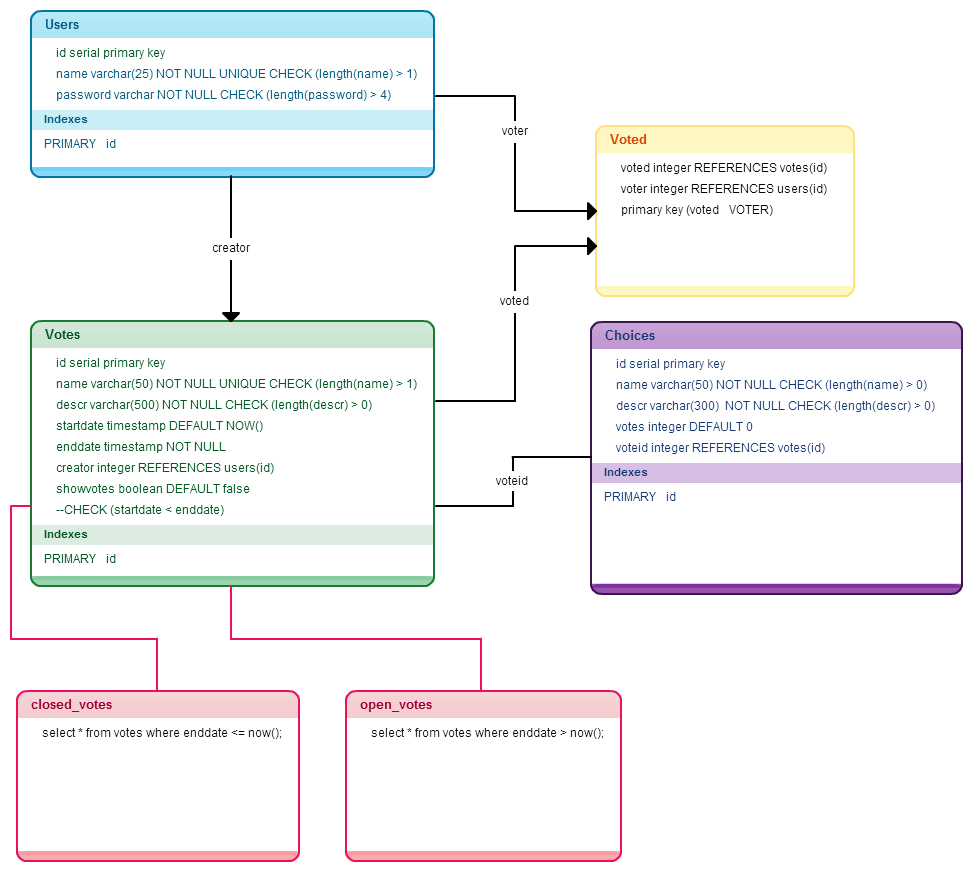 Users
id serial primary key
name varchar(25) NOT NULL UNIQUE CHECK (length(name) > 1)
password varchar NOT NULL CHECK (length(password) > 4)
Indexes
PRIMARY id
voter
Voted
voted integer REFERENCES votes(id)
voter integer REFERENCES users(id)
primary key (voted VOTER)
creator
voted
Votes
id serial primary key
name varchar(50) NOT NULL UNIQUE CHECK (length(name) > 1)
descr varchar(500) NOT NULL CHECK (length(descr) > 0)
startdate timestamp DEFAULT NOW()
enddate timestamp NOT NULL
creator integer REFERENCES users(id)
showvotes boolean DEFAULT false
--CHECK (startdate < enddate)
Indexes
PRIMARY id
Choices
id serial primary key
name varchar(50) NOT NULL CHECK (length(name) > 0)
descr varchar(300) NOT NULL CHECK (length(descr) > 0)
votes integer DEFAULT 0
voteid integer REFERENCES votes(id)
Indexes
PRIMARY id
voteid
closed_votes
select * from votes where enddate <= now();
open_votes
select * from votes where enddate > now();